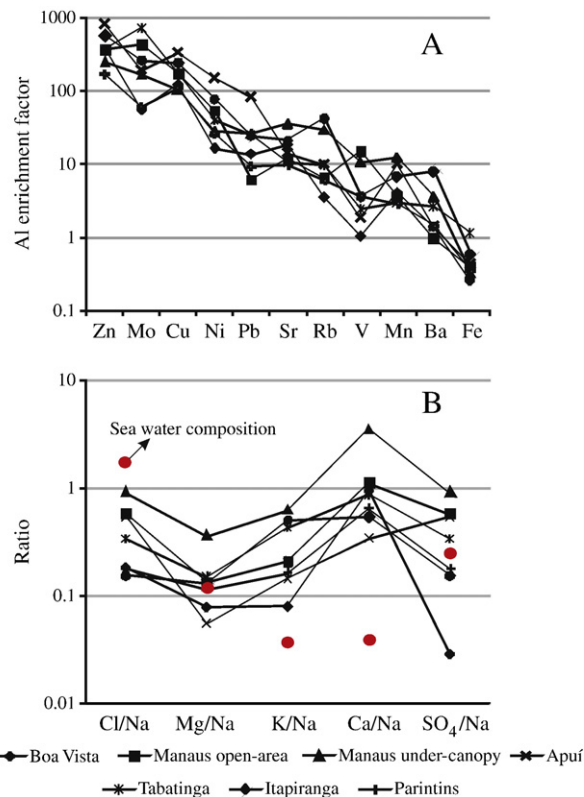 1000
100
10
1
0.1
Al enrichment factor
A
Zn Mo Cu Ni Pb Sr Rb V Mn Ba Fe
10
1
0.1
0.01
Ratio
B
Sea water composition
Cl/Na Mg/Na K/Na Ca/Na SO₄/Na
Boa Vista Manaus open-area Manaus under-canopy Apuí
Tabatinga Itapiranga Parintins